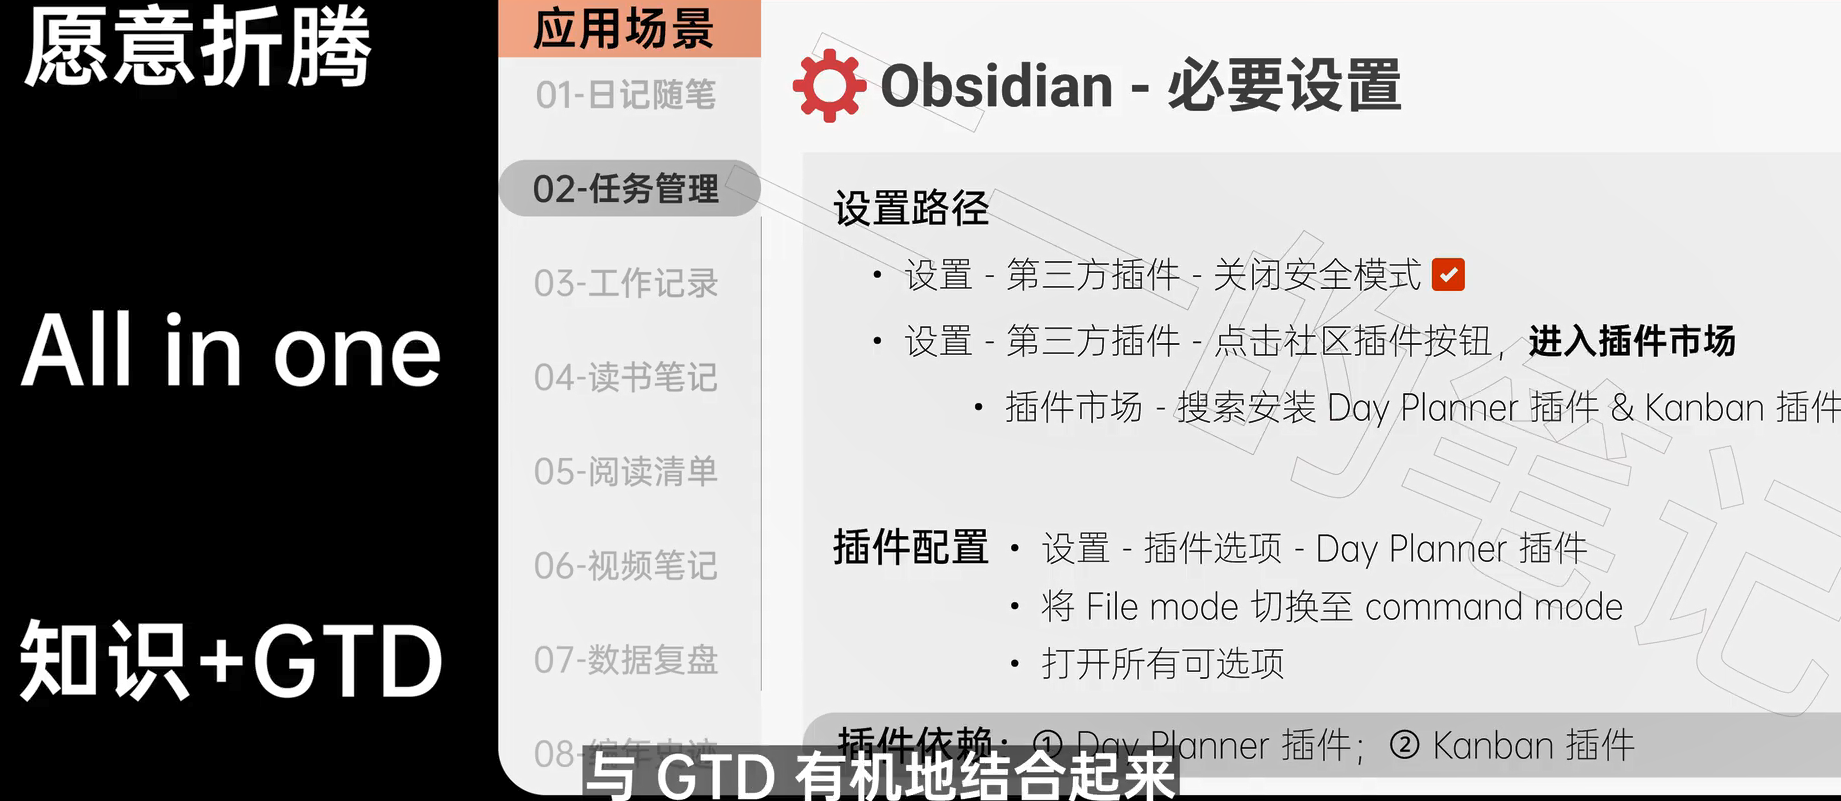 愿意折腾
All in one
知识+GTD
应用场景
01-日记随笔
02-任务管理
03-工作记录
04-读书笔记
05-阅读清单
06-视频笔记
07-数据复盘
08-编年史迹
Obsidian - 必要设置
设置路径
• 设置 - 第三方插件 - 关闭安全模式 ✓
• 设置 - 第三方插件 - 点击社区插件按钮，进入插件市场
• 插件市场 - 搜索安装 Day Planner 插件 & Kanban 插件
插件配置 • 设置 - 插件选项 - Day Planner 插件
• 将 File mode 切换至 command mode
• 打开所有可选项
插件依赖：① Day Planner 插件；② Kanban 插件
与 GTD 有机地结合起来
的笔记